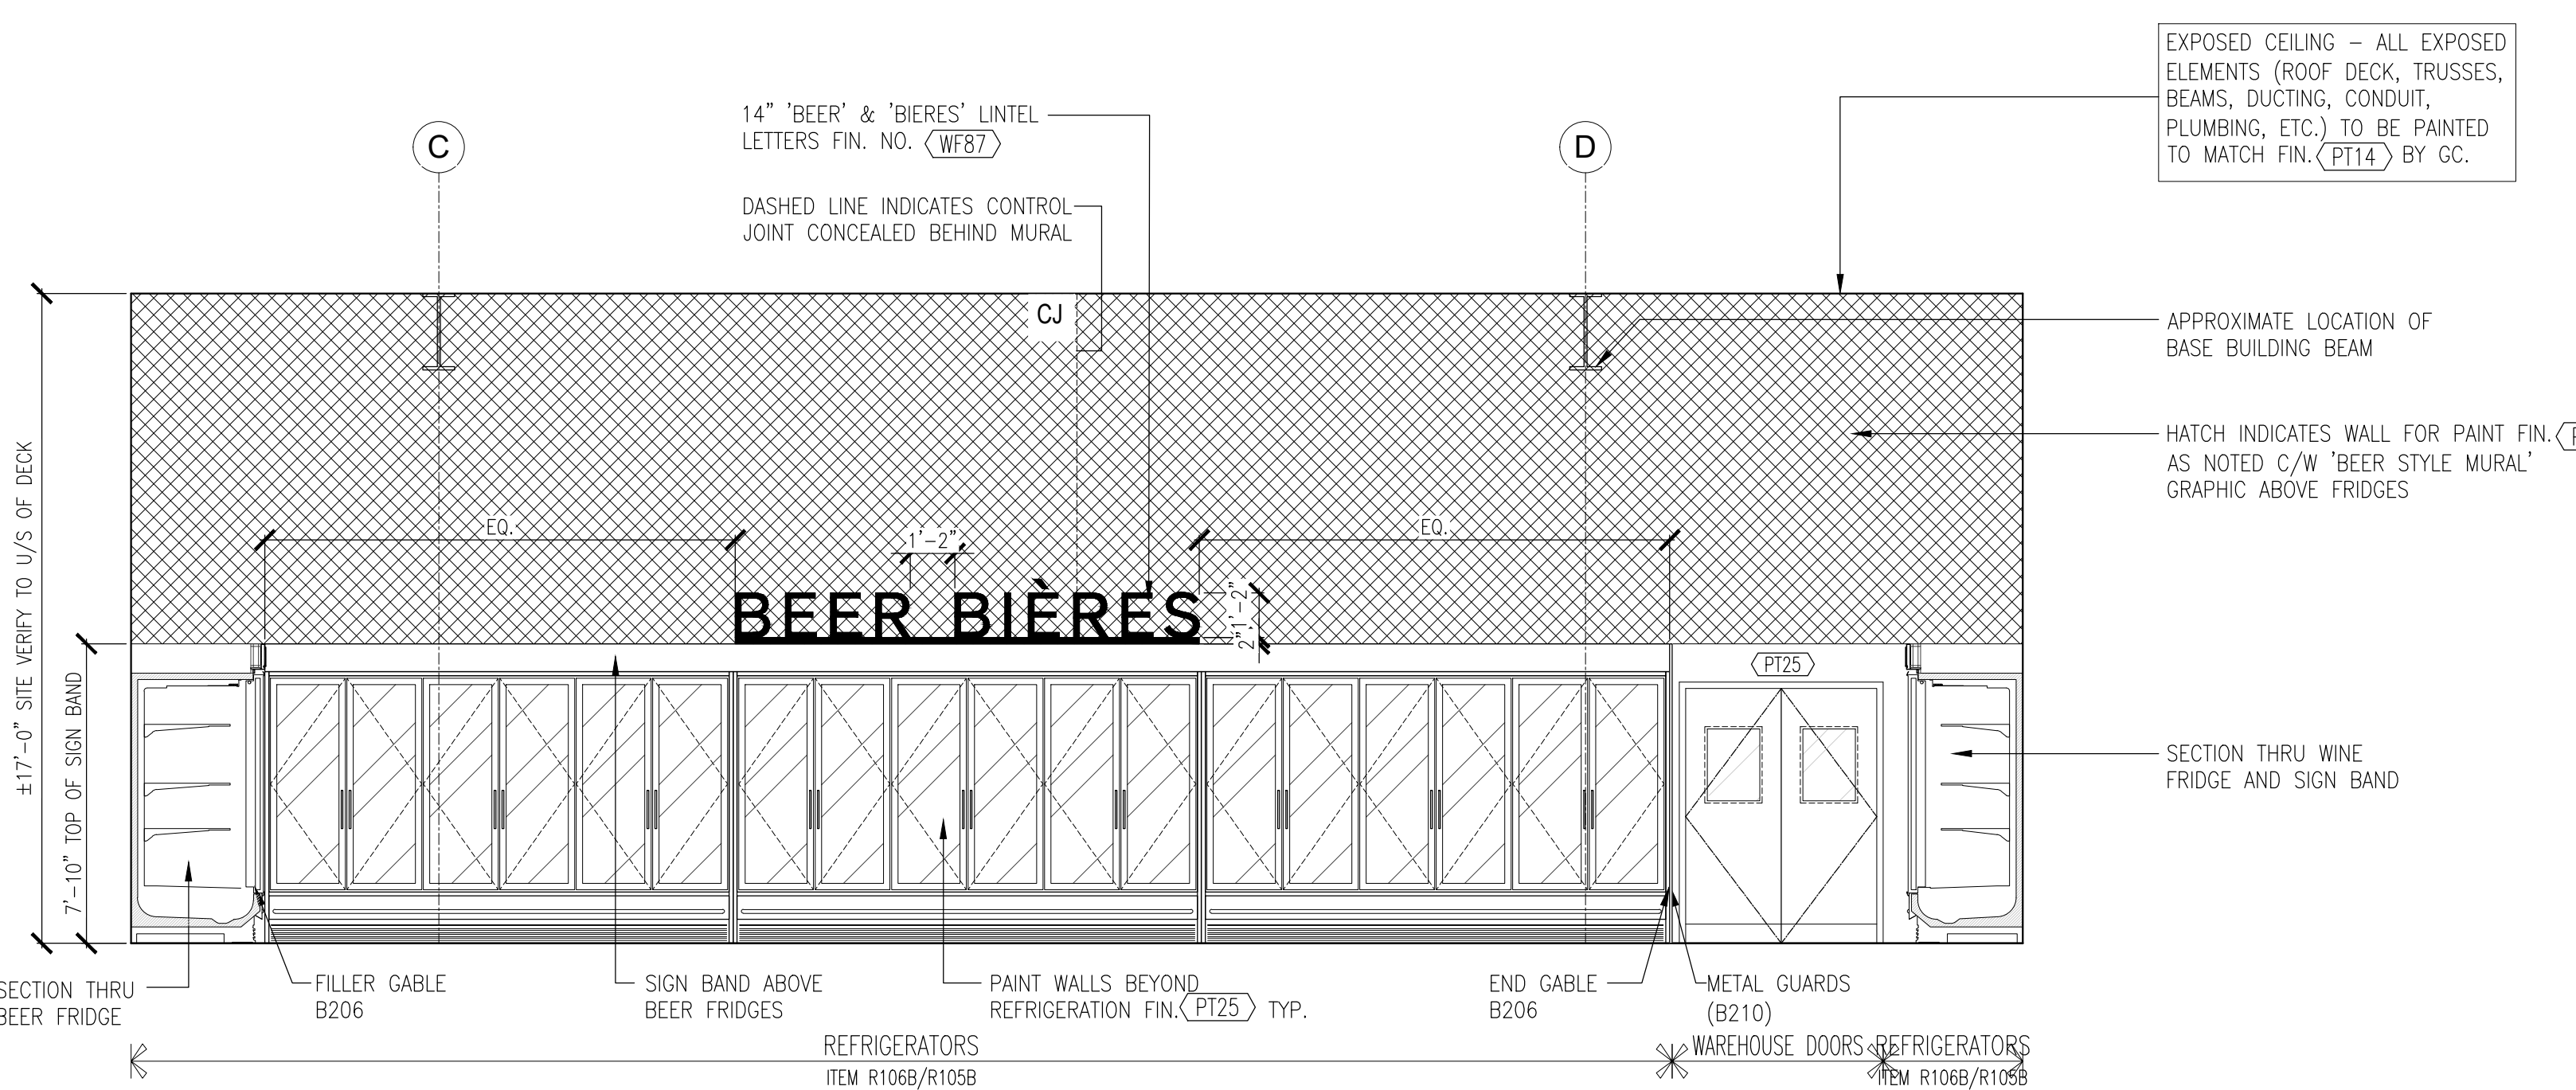 EXPOSED CEILING – ALL EXPOSED
ELEMENTS (ROOF DECK, TRUSSES,
BEAMS, DUCTING, CONDUIT,
PLUMBING, ETC.) TO BE PAINTED
TO MATCH FIN. PT14 BY GC.
14" 'BEER' & 'BIERES' LINTEL
LETTERS FIN. NO. WF87
C
D
DASHED LINE INDICATES CONTROL
JOINT CONCEALED BEHIND MURAL
CJ
APPROXIMATE LOCATION OF
BASE BUILDING BEAM
HATCH INDICATES WALL FOR PAINT FIN.
AS NOTED C/W 'BEER STYLE MURAL'
GRAPHIC ABOVE FRIDGES
±17'-0" SITE VERIFY TO U/S OF DECK
7'-10" TOP OF SIGN BAND
EQ.
1'-2"
EQ.
BEER BIÈRES
1'-2"
2"
PT25
SECTION THRU WINE
FRIDGE AND SIGN BAND
SECTION THRU
BEER FRIDGE
FILLER GABLE
B206
SIGN BAND ABOVE
BEER FRIDGES
PAINT WALLS BEYOND
REFRIGERATION FIN. PT25 TYP.
END GABLE
B206
METAL GUARDS
(B210)
REFRIGERATORS
ITEM R106B/R105B
WAREHOUSE DOORS
REFRIGERATORS
ITEM R106B/R105B